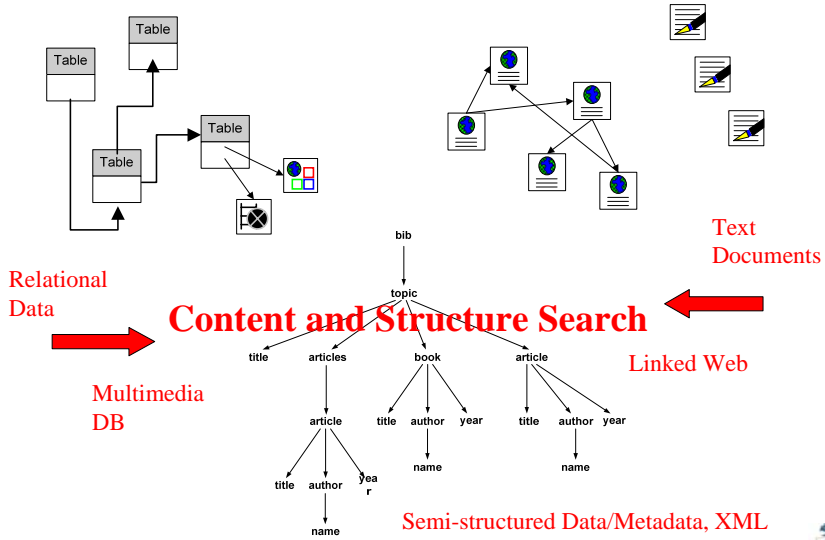 Table
Table
Table
Table
bib
Text
Documents
Relational
Data
topic
Content and Structure Search
title articles book article
Linked Web
Multimedia
DB
article title author year title author year
name name
title author yea
r
name
Semi-structured Data/Metadata, XML